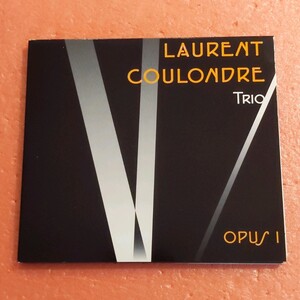 LAURENT
COULONDRE
TRIO
OPUS 1